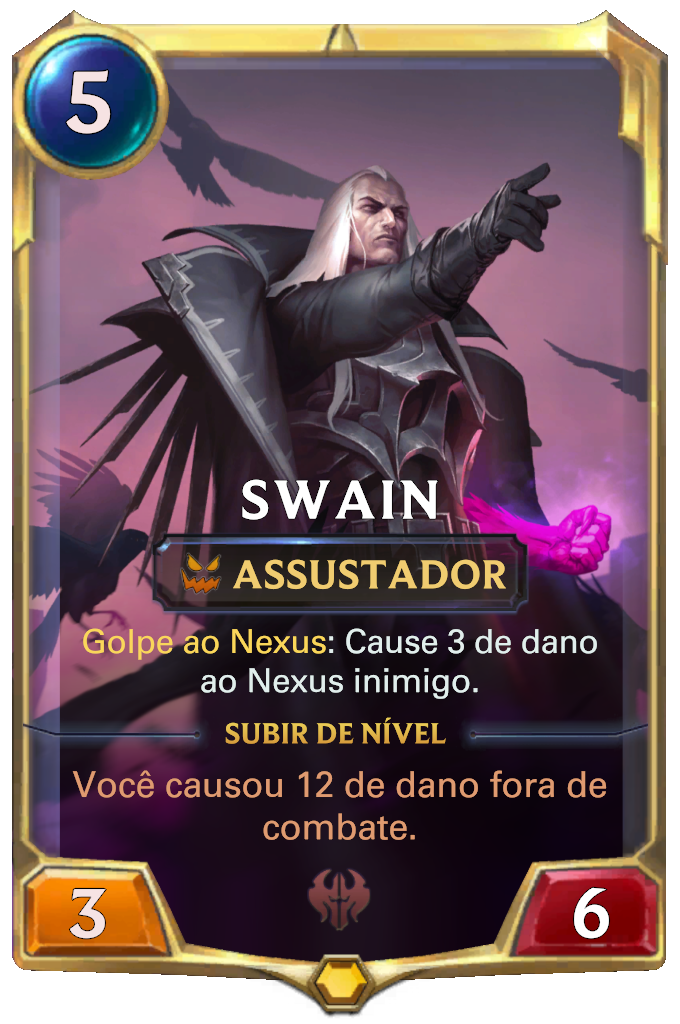 5
SWAIN
ASSUSTADOR
Golpe ao Nexus: Cause 3 de dano
ao Nexus inimigo.
SUBIR DE NÍVEL
Você causou 12 de dano fora de
combate.
3
6